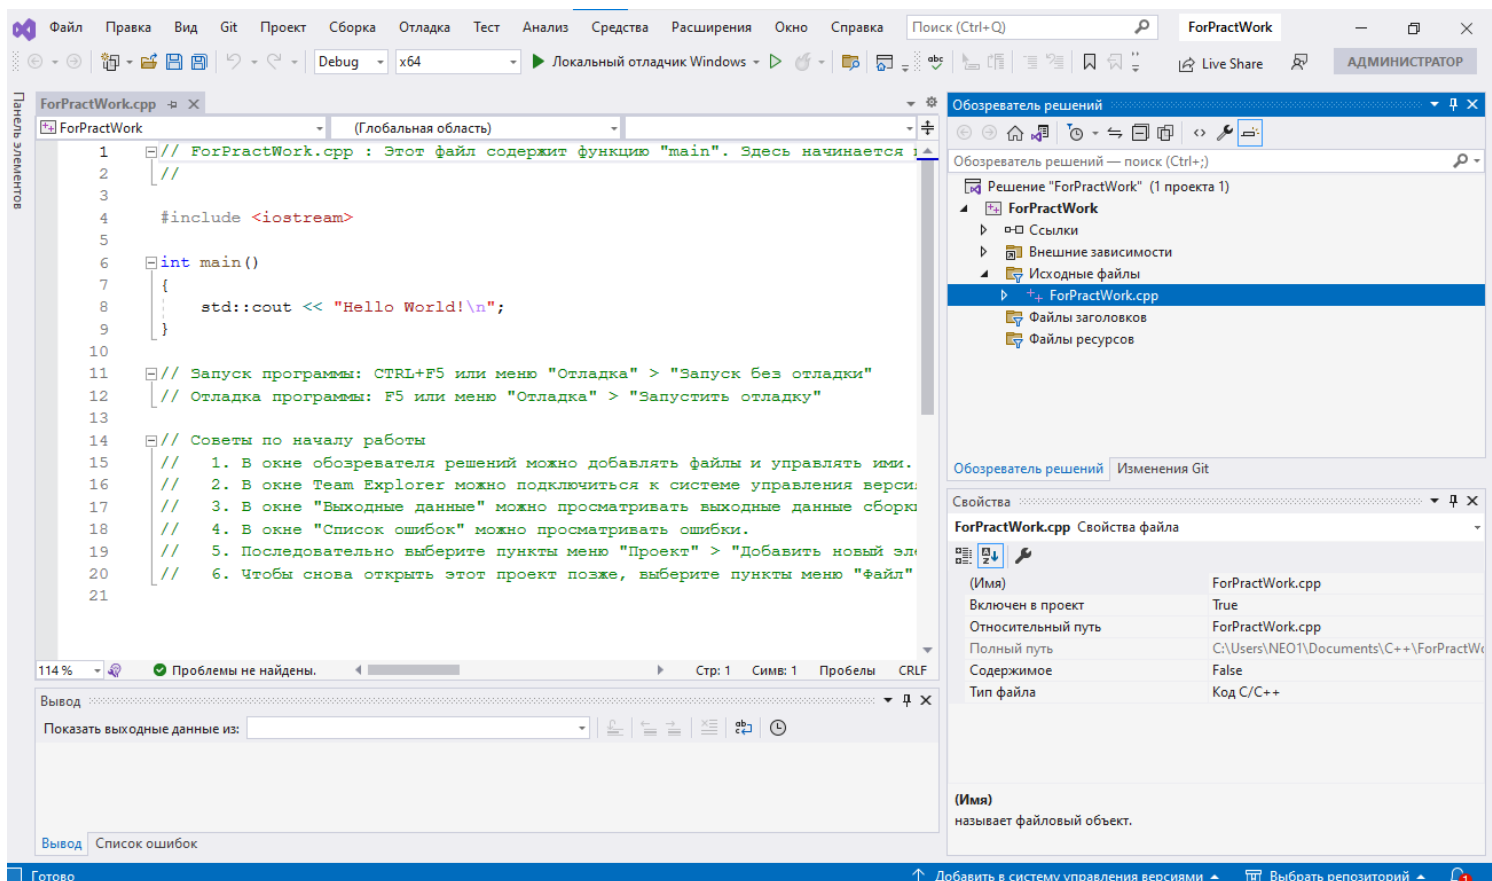 Файл Правка Вид Git Проект Сборка Отладка Тест Анализ Средства Расширения Окно Справка Поиск (Ctrl+Q) ForPractWork
Debug x64 Локальный отладчик Windows Live Share АДМИНИСТРАТОР
Панель элементов
ForPractWork.cpp
ForPractWork (Глобальная область)
1 // ForPractWork.cpp : Этот файл содержит функцию "main". Здесь начинается
2 //
3
4 #include <iostream>
5
6 int main()
7 {
8 std::cout << "Hello World!\n";
9 }
10
11 // Запуск программы: CTRL+F5 или меню "Отладка" > "Запуск без отладки"
12 // Отладка программы: F5 или меню "Отладка" > "Запустить отладку"
13
14 // Советы по началу работы
15 // 1. В окне обозревателя решений можно добавлять файлы и управлять ими.
16 // 2. В окне Team Explorer можно подключиться к системе управления верси
17 // 3. В окне "Выходные данные" можно просматривать выходные данные сборк
18 // 4. В окне "Список ошибок" можно просматривать ошибки.
19 // 5. Последовательно выберите пункты меню "Проект" > "Добавить новый эл
20 // 6. Чтобы снова открыть этот проект позже, выберите пункты меню "Файл"
21
114 % Проблемы не найдены. Стр: 1 Симв: 1 Пробелы CRLF
Вывод
Показать выходные данные из:
Вывод Список ошибок
Обозреватель решений
Обозреватель решений — поиск (Ctrl+;)
Решение "ForPractWork" (1 проекта 1)
ForPractWork
Ссылки
Внешние зависимости
Исходные файлы
ForPractWork.cpp
Файлы заголовков
Файлы ресурсов
Обозреватель решений Изменения Git
Свойства
ForPractWork.cpp Свойства файла
(Имя) ForPractWork.cpp
Включен в проект True
Относительный путь ForPractWork.cpp
Полный путь C:\Users\NEO1\Documents\C++\ForPractWo
Содержимое False
Тип файла Код C/C++
(Имя)
называет файловый объект.
Готово Добавить в систему управления версиями Выбрать репозиторий 1